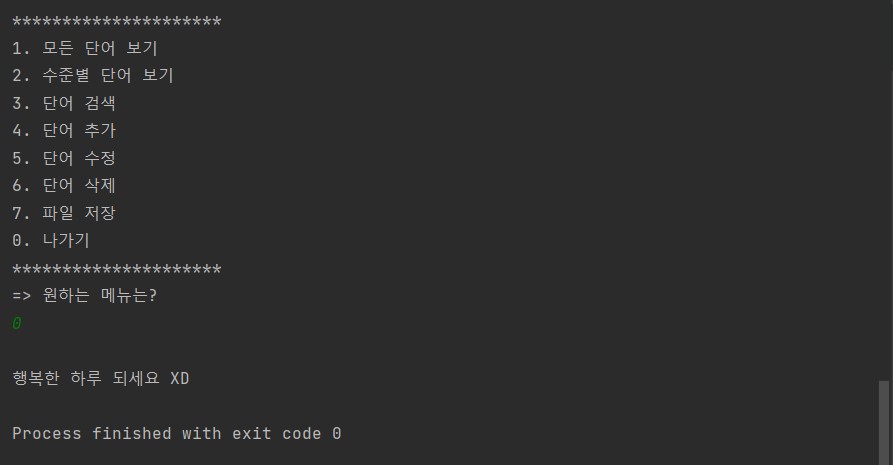 *********************
1. 모든 단어 보기
2. 수준별 단어 보기
3. 단어 검색
4. 단어 추가
5. 단어 수정
6. 단어 삭제
7. 파일 저장
0. 나가기
*********************
=> 원하는 메뉴는?
0
행복한 하루 되세요 XD
Process finished with exit code 0